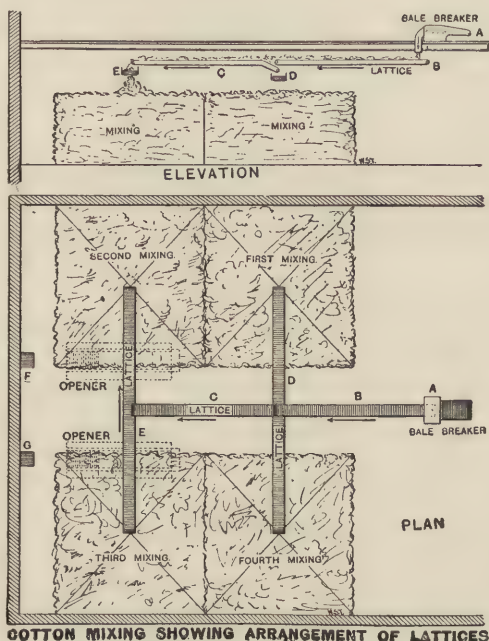 BALE BREAKER
A
E
C
D
LATTICE
B
MIXING
MIXING
W.S.T.
ELEVATION
SECOND MIXING.
FIRST MIXING.
LATTICE
F
OPENER
D
C
B
A
LATTICE
OPENER
E
BALE BREAKER
G
LATTICE
PLAN
THIRD MIXING.
FOURTH MIXING.
W.S.T.
COTTON MIXING SHOWING ARRANGEMENT OF LATTICES